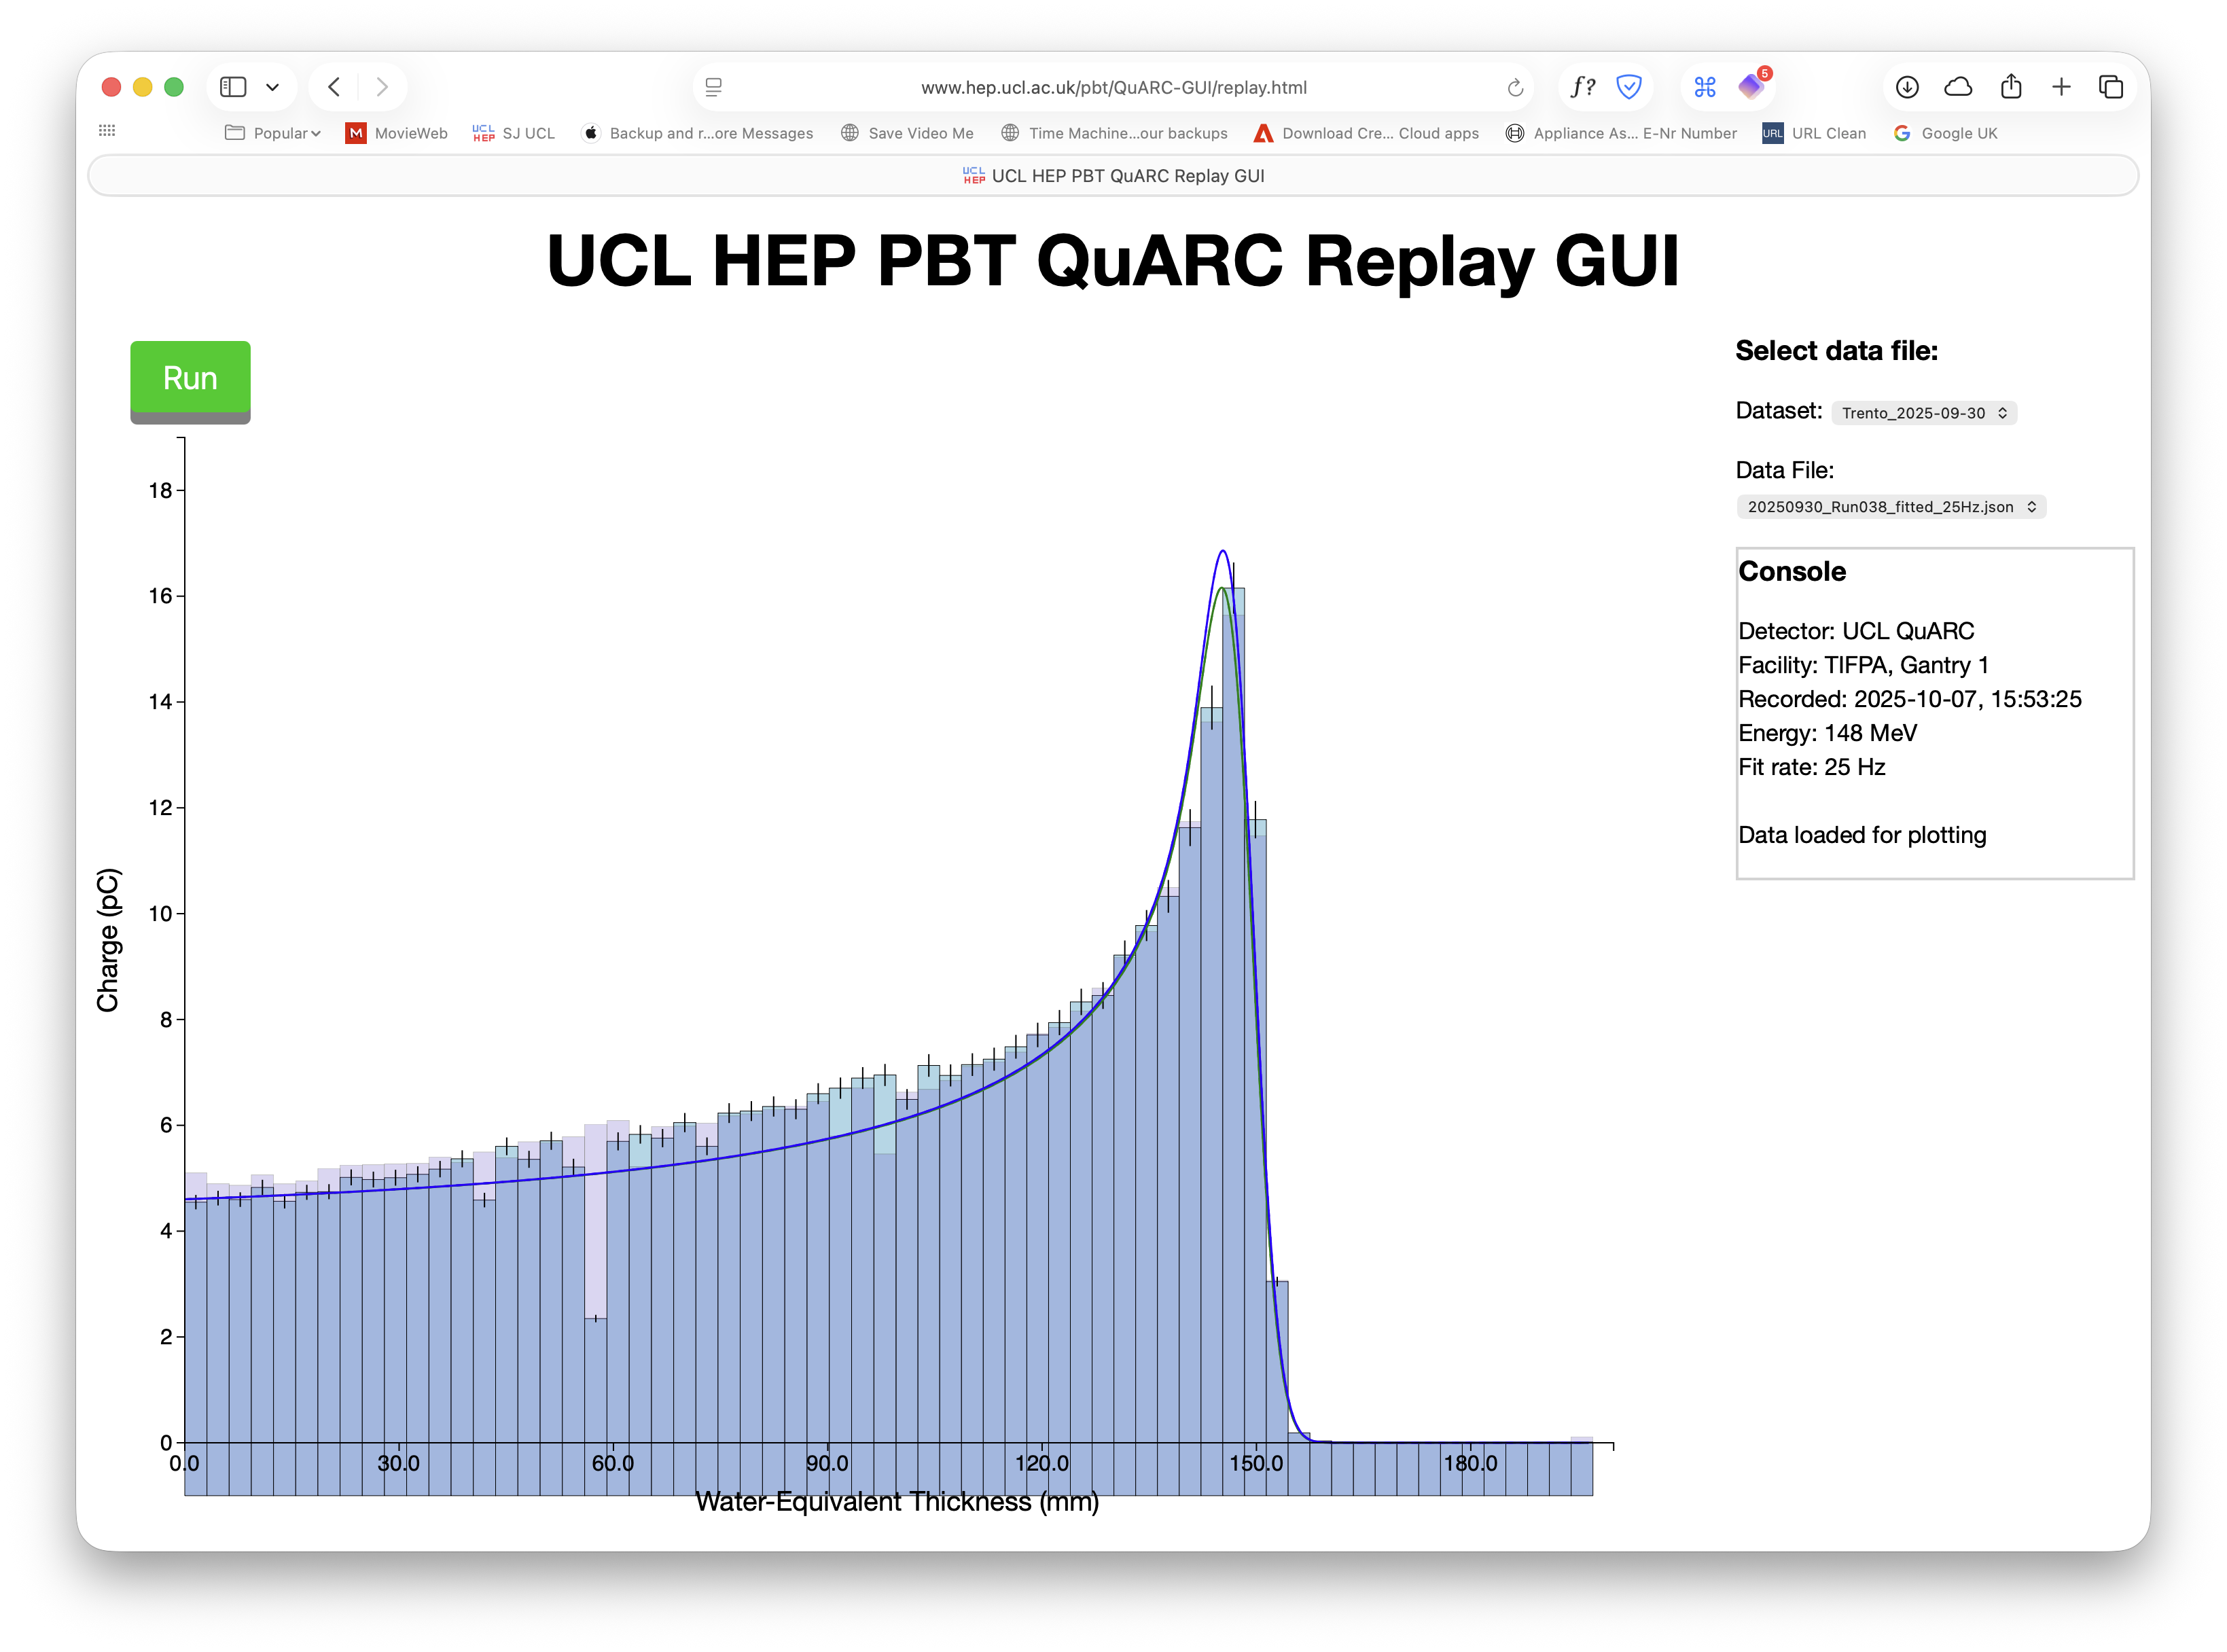 www.hep.ucl.ac.uk/pbt/QuARC-GUI/replay.html
f?
5
Popular
M MovieWeb
UCL HEP SJ UCL
Backup and r...ore Messages
Save Video Me
Time Machine...our backups
Download Cre... Cloud apps
Appliance As... E-Nr Number
URL URL Clean
G Google UK
UCL HEP UCL HEP PBT QuARC Replay GUI
UCL HEP PBT QuARC Replay GUI
Run
Select data file:
Dataset: Trento_2025-09-30
Data File:
20250930_Run038_fitted_25Hz.json
Console
Detector: UCL QuARC
Facility: TIFPA, Gantry 1
Recorded: 2025-10-07, 15:53:25
Energy: 148 MeV
Fit rate: 25 Hz
Data loaded for plotting
Charge (pC)
18
16
14
12
10
8
6
4
2
0
0.0 30.0 60.0 90.0 120.0 150.0 180.0
Water-Equivalent Thickness (mm)